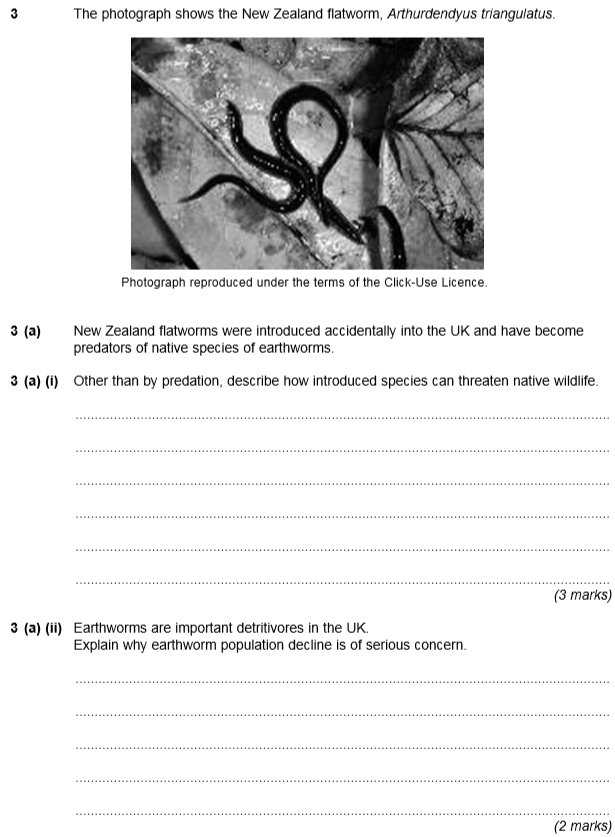 3 The photograph shows the New Zealand flatworm, Arthurdendyus triangulatus.
Photograph reproduced under the terms of the Click-Use Licence.
3 (a) New Zealand flatworms were introduced accidentally into the UK and have become
predators of native species of earthworms.
3 (a) (i) Other than by predation, describe how introduced species can threaten native wildlife.
(3 marks)
3 (a) (ii) Earthworms are important detritivores in the UK.
Explain why earthworm population decline is of serious concern.
(2 marks)